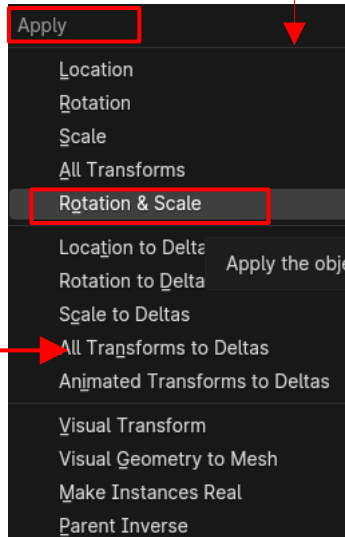 Apply
Location
Rotation
Scale
All Transforms
Rotation & Scale
Location to Delta
Apply the obje
Rotation to Delta
Scale to Deltas
All Transforms to Deltas
Animated Transforms to Deltas
Visual Transform
Visual Geometry to Mesh
Make Instances Real
Parent Inverse